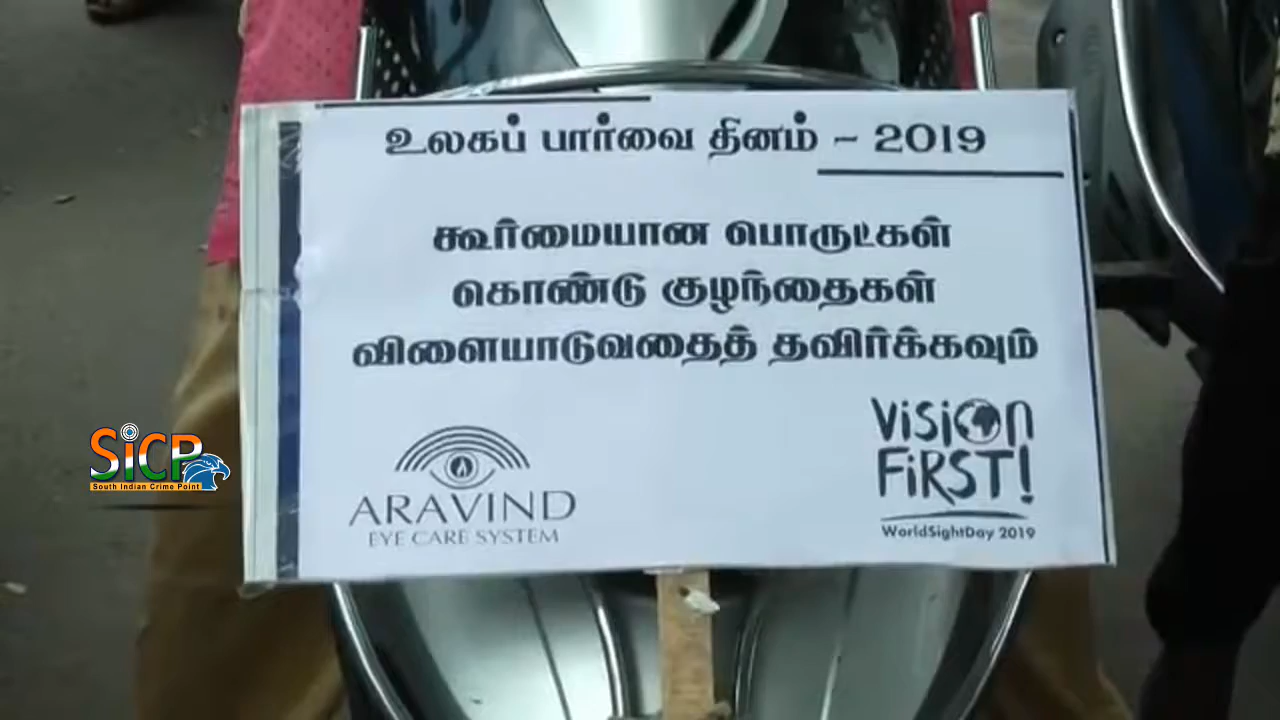 உலகப் பார்வை தினம் - 2019
கூர்மையான பொருட்கள்
கொண்டு குழந்தைகள்
விளையாடுவதைத் தவிர்க்கவும்
ARAVIND
EYE CARE SYSTEM
VISION
FIRST!
WorldSightDay 2019
SiCP
South Indian Crime Point